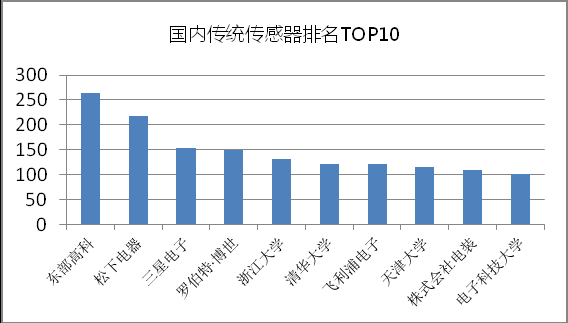 国内传统传感器排名TOP10
300
250
200
150
100
50
0
东部高科
松下电器
三星电子
罗伯特·博世
浙江大学
清华大学
飞利浦电子
天津大学
株式会社电装
电子科技大学